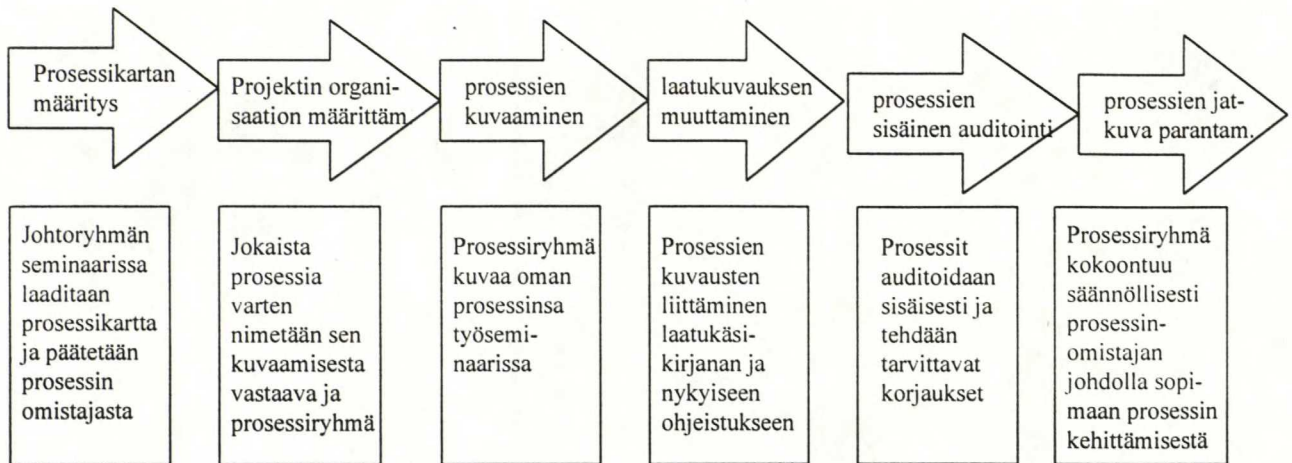 Prosessikartan
määritys
Projektin organi-
saation määrittäm.
prosessien
kuvaaminen
laatukuvauksen
muuttaminen
prosessien
sisäinen auditointi
prosessien jat-
kuva parantam.
Johtoryhmän
seminaarissa
laaditaan
prosessikartta
ja päätetään
prosessin
omistajasta
Jokaista
prosessia
varten
nimetään sen
kuvaamisesta
vastaava ja
prosessiryhmä
Prosessiryhmä
kuvaa oman
prosessinsa
työsemi-
naarissa
Prosessien
kuvausten
liittäminen
laatukäsi-
kirjanan ja
nykyiseen
ohjeistukseen
Prosessit
auditoidaan
sisäisesti ja
tehdään
tarvittavat
korjaukset
Prosessiryhmä
kokoontuu
säännöllisesti
prosessin-
omistajan
johdolla sopi-
maan prosessin
kehittämisestä